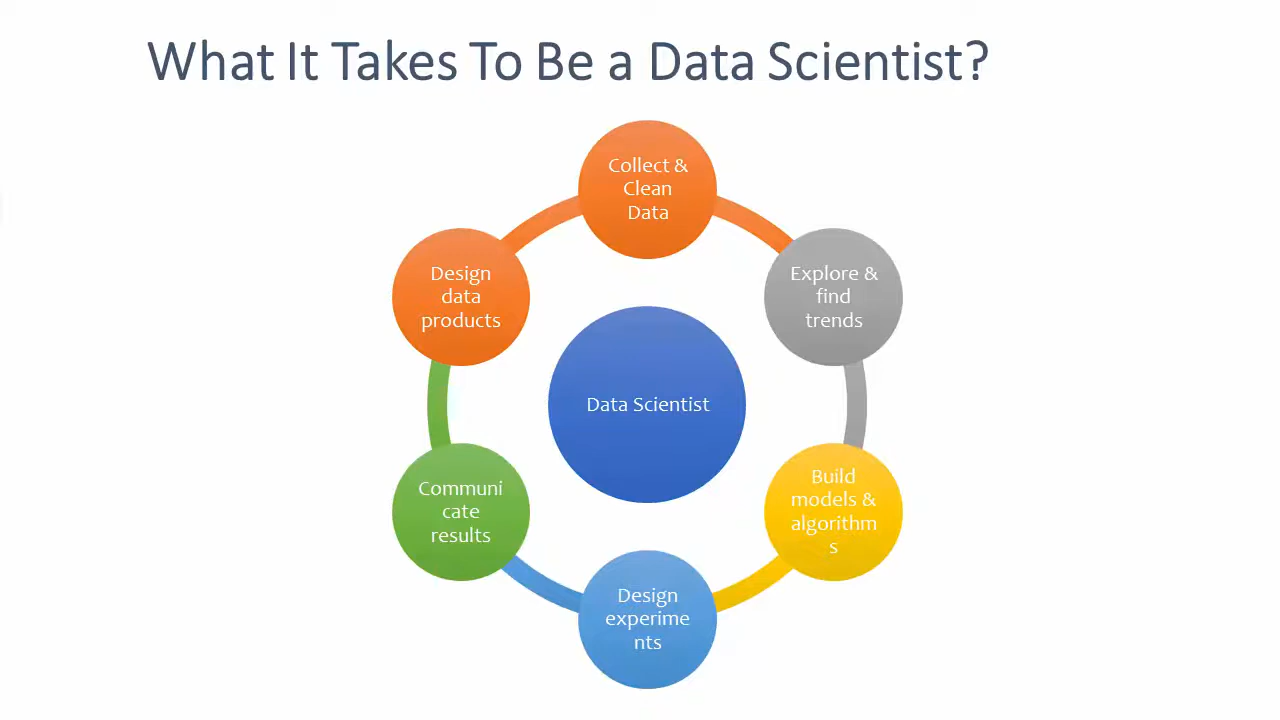 What It Takes To Be a Data Scientist?
Collect &
Clean
Data
Explore &
find
trends
Build
models &
algorithm
s
Design
experime
nts
Communi
cate
results
Design
data
products
Data Scientist